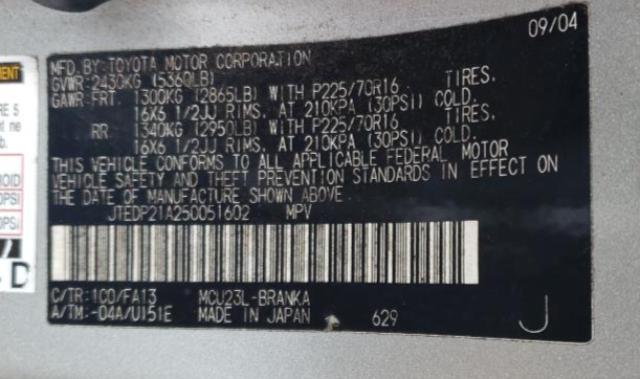 09/04
MFD.BY:TOYOTA MOTOR CORPORATION
GVWR:2430KG (5360LB)
GAWR:FRT. 1300KG (2865LB) WITH P225/70R16 TIRES,
16X6 1/2JJ RIMS, AT 210KPA (30PSI) COLD.
RR 1340KG (2950LB) WITH P225/70R16 TIRES,
16X6 1/2JJ RIMS, AT 210KPA (30PSI) COLD.
THIS VEHICLE CONFORMS TO ALL APPLICABLE FEDERAL MOTOR
VEHICLE SAFETY AND THEFT PREVENTION STANDARDS IN EFFECT ON
THE DATE OF MANUFACTURE SHOWN ABOVE.
JTEDP21A250051602 MPV
C/TR:1C0/FA13 MCU23L-BRANKA
A/TM:-04A/U151E MADE IN JAPAN 629
J
D